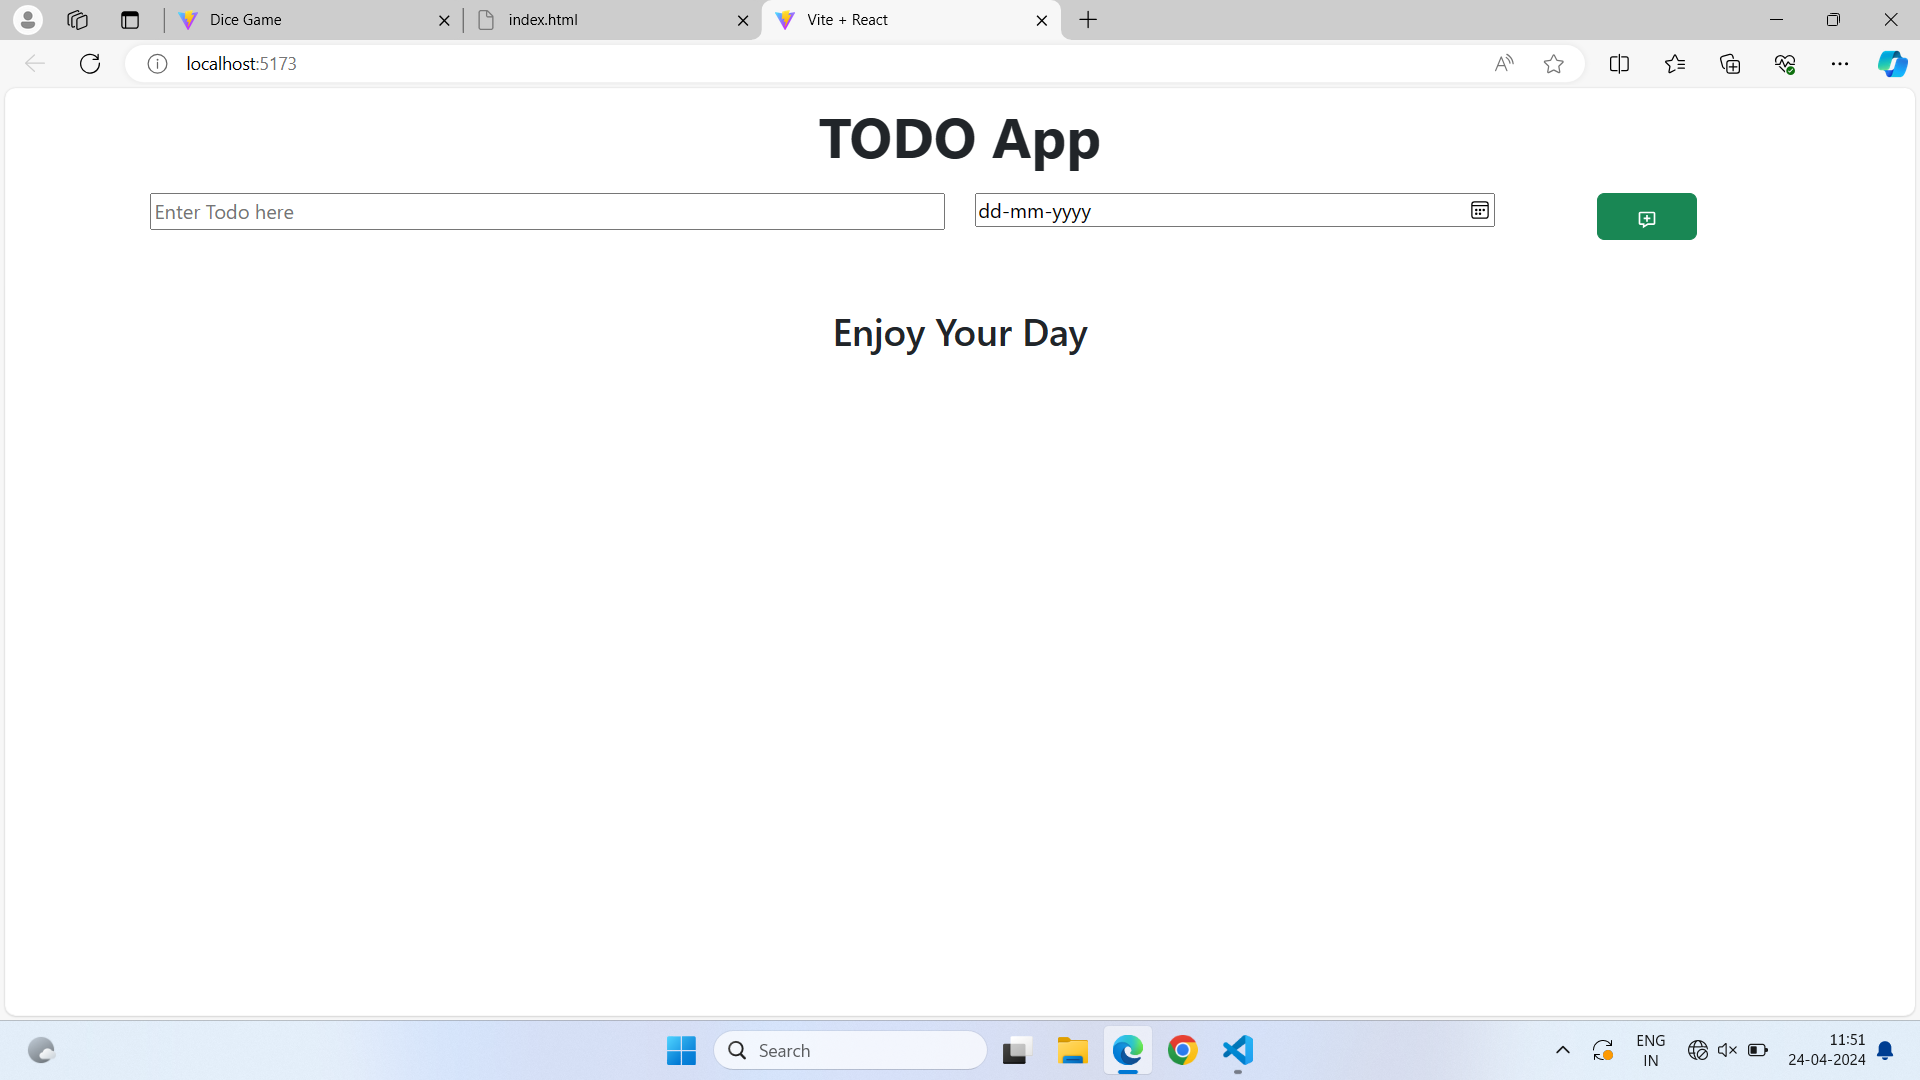 Dice Game
index.html
Vite + React
localhost:5173
TODO App
Enter Todo here
dd-mm-yyyy
Enjoy Your Day
Search
ENG
IN
11:51
24-04-2024